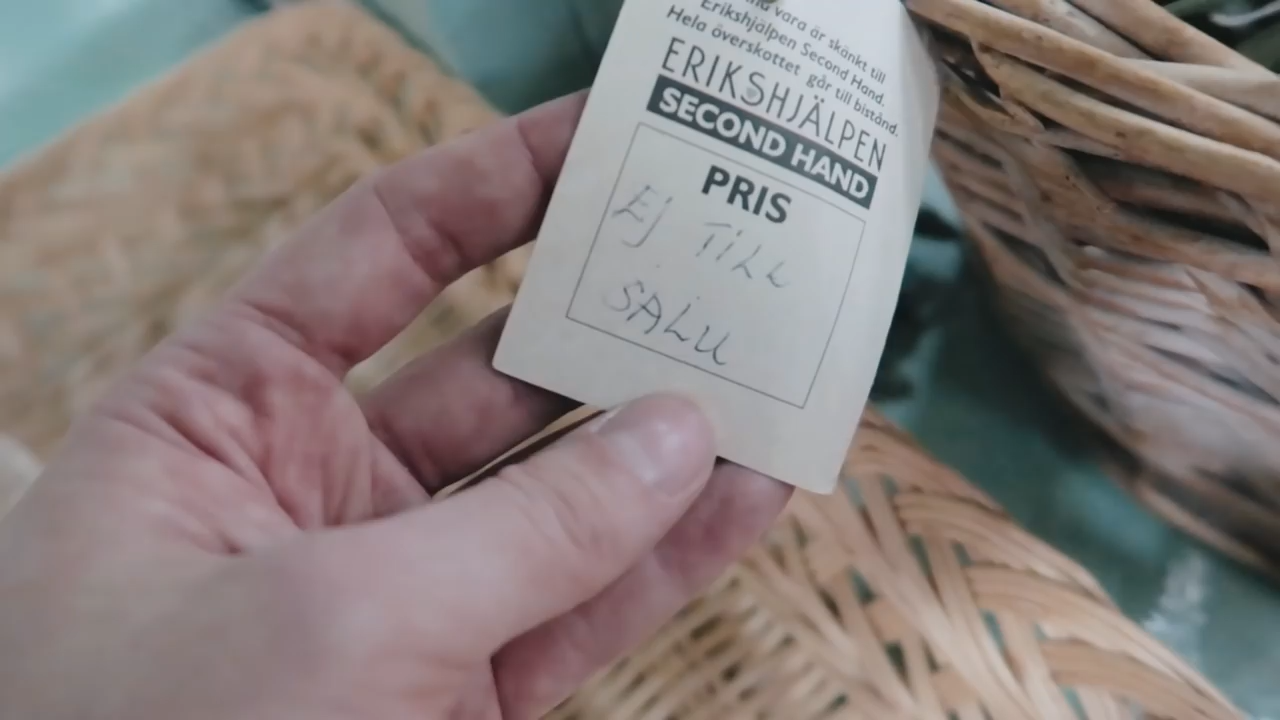 vara är skänkt till
Erikshjälpen Second Hand.
Hela överskottet går till bistånd.
ERIKSHJÄLPEN
SECOND HAND
PRIS
EJ TILL
SALU